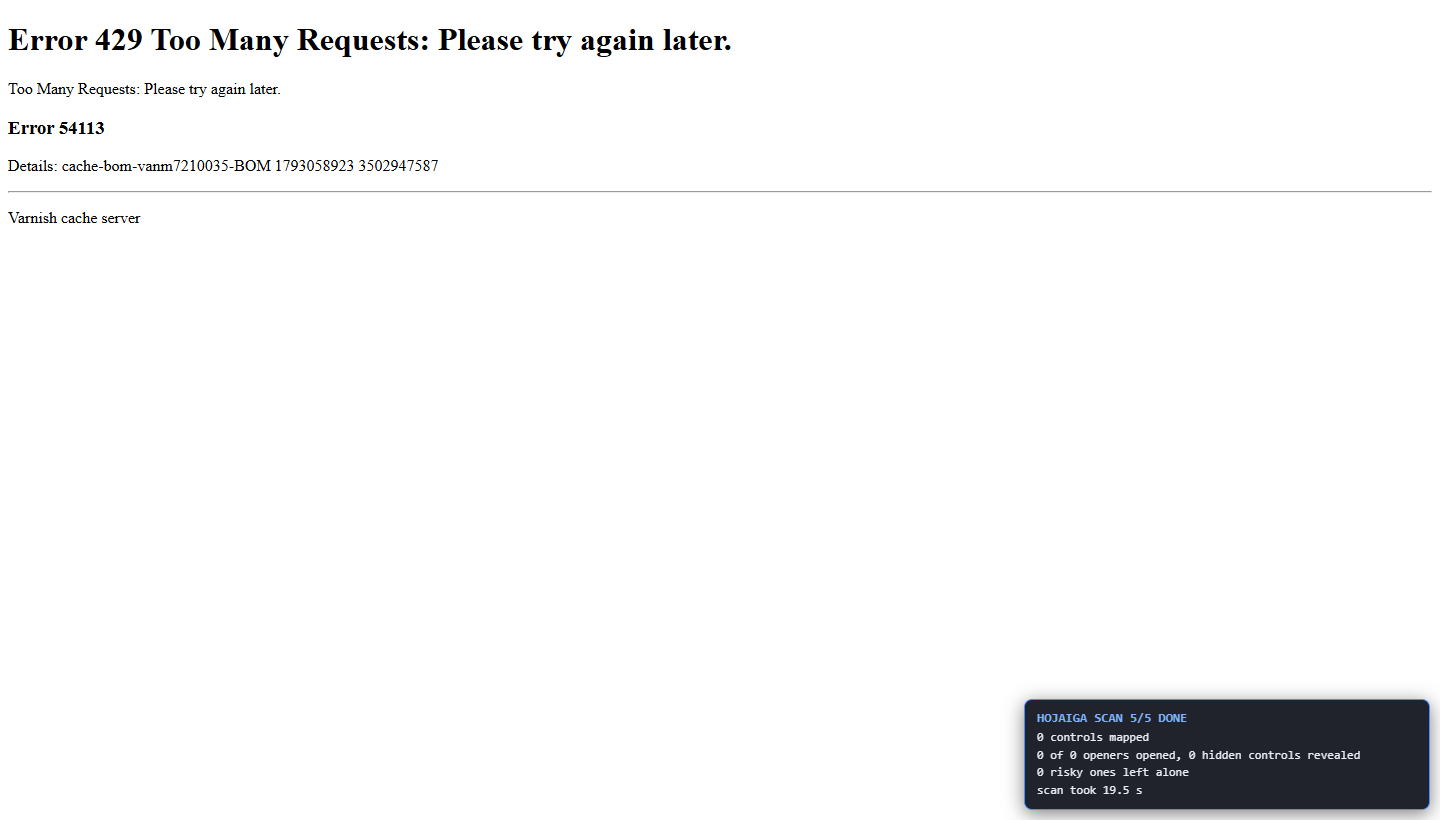 Error 429 Too Many Requests: Please try again later.
Too Many Requests: Please try again later.
Error 54113
Details: cache-bom-vanm7210035-BOM 1793058923 3502947587
Varnish cache server
HOJAIGA SCAN 5/5 DONE
0 controls mapped
0 of 0 openers opened, 0 hidden controls revealed
0 risky ones left alone
scan took 19.5 s